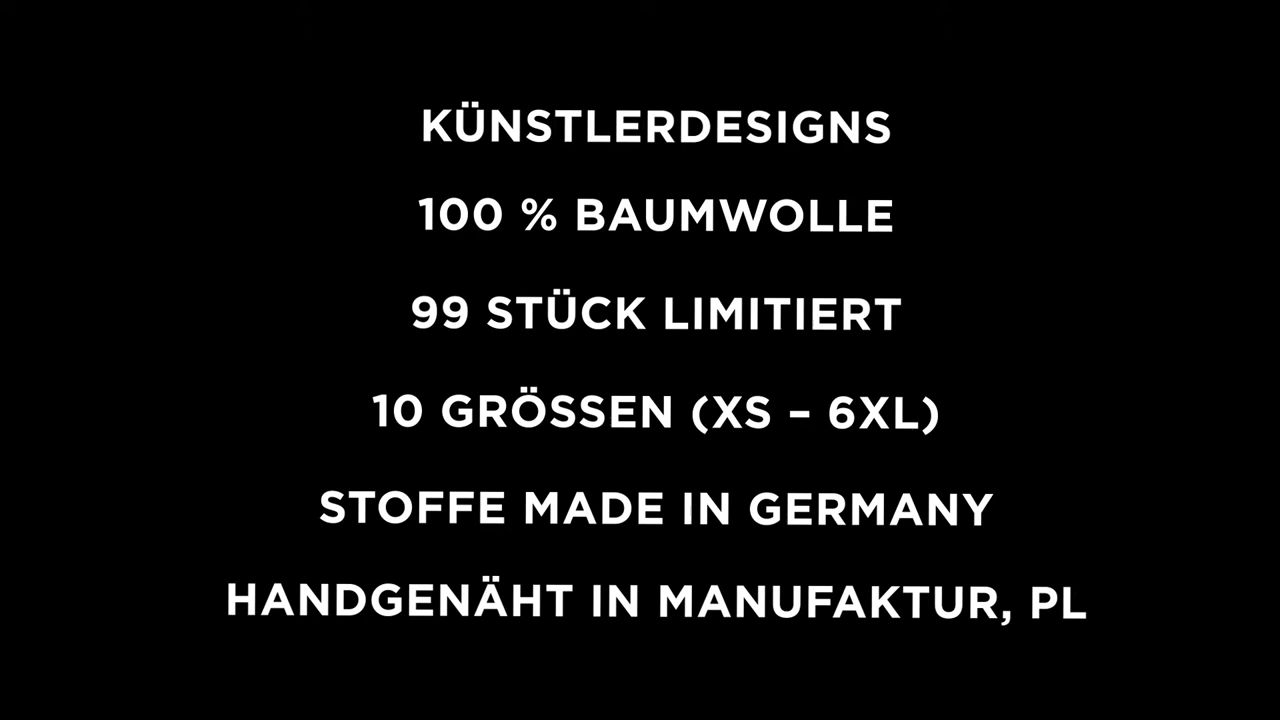 KÜNSTLERDESIGNS
100 % BAUMWOLLE
99 STÜCK LIMITIERT
10 GRÖSSEN (XS – 6XL)
STOFFE MADE IN GERMANY
HANDGENÄHT IN MANUFAKTUR, PL